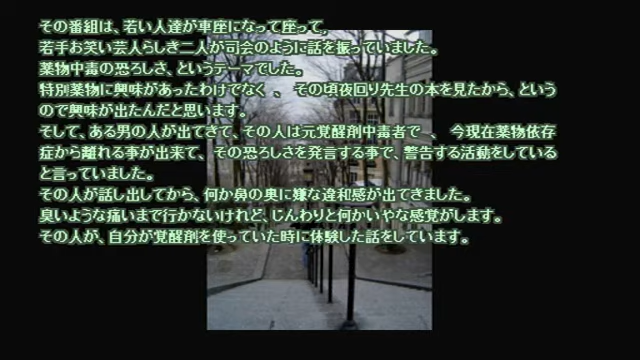 その番組は、若い人達が車座になって座って,
若手お笑い芸人らしき二人が司会のように話を振っていました。
薬物中毒の恐ろしさ、というテーマでした。
特別薬物に興味があったわけでなく 、 その頃夜回り先生の本を見たから、という
ので興味が出たんだと思います。
そして、ある男の人が出てきて、その人は元覚醒剤中毒者で 、 今現在薬物依存
症から離れる事が出来て、その恐ろしさを発言する事で、警告する活動をしている
と言っていました。
その人が話し出してから、何か鼻の奥に嫌な違和感が出てきました。
臭いような痛いまで行かないけれど、じんわりと何かいやな感覚がします。
その人が、自分が覚醒剤を使っていた時に体験した話をしています。